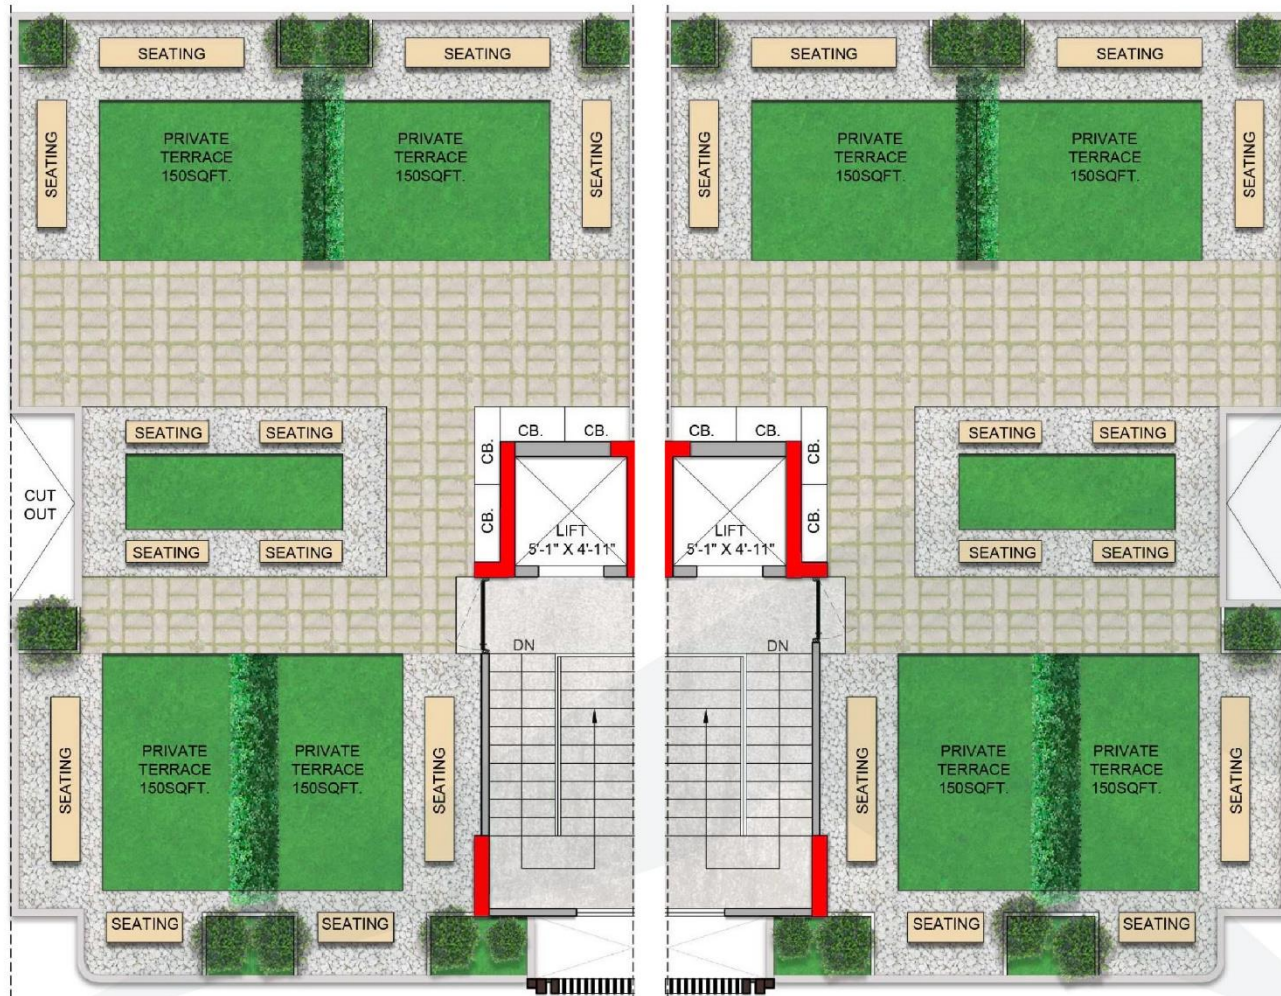 SEATING
SEATING
SEATING
SEATING
SEATING
PRIVATE
TERRACE
150SQFT.
PRIVATE
TERRACE
150SQFT.
SEATING
SEATING
PRIVATE
TERRACE
150SQFT.
PRIVATE
TERRACE
150SQFT.
SEATING
SEATING
SEATING
CB.
CB.
CB.
CB.
CB.
CB.
CB.
CB.
SEATING
SEATING
CUT
OUT
LIFT
5'-1" X 4'-11"
LIFT
5'-1" X 4'-11"
SEATING
SEATING
SEATING
SEATING
DN
DN
SEATING
PRIVATE
TERRACE
150SQFT.
PRIVATE
TERRACE
150SQFT.
SEATING
SEATING
PRIVATE
TERRACE
150SQFT.
PRIVATE
TERRACE
150SQFT.
SEATING
SEATING
SEATING
SEATING
SEATING